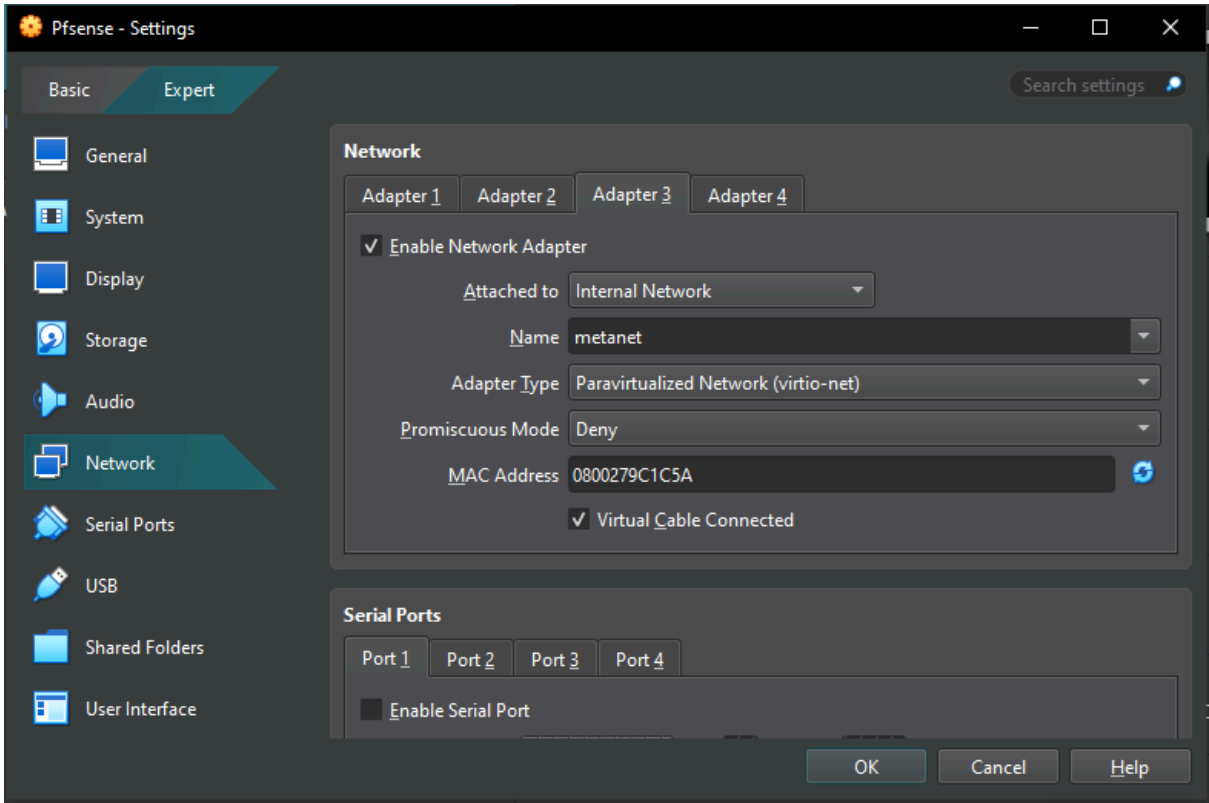 Pfsense - Settings
Basic
Expert
Search settings
General
System
Display
Storage
Audio
Network
Serial Ports
USB
Shared Folders
User Interface
Network
Adapter 1
Adapter 2
Adapter 3
Adapter 4
Enable Network Adapter
Attached to Internal Network
Name metanet
Adapter Type Paravirtualized Network (virtio-net)
Promiscuous Mode Deny
MAC Address 0800279C1C5A
Virtual Cable Connected
Serial Ports
Port 1
Port 2
Port 3
Port 4
Enable Serial Port
OK
Cancel
Help